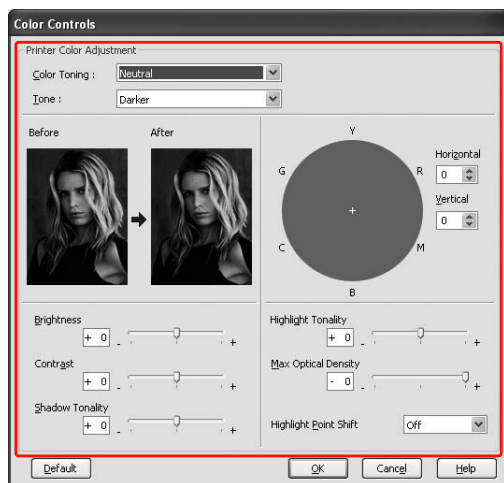 Color Controls
Printer Color Adjustment
Color Toning : Neutral
Tone : Darker
Before After
Y
G R
C M
B
Horizontal
0
Vertical
0
Brightness
+ 0 - +
Contrast
+ 0 - +
Shadow Tonality
+ 0 - +
Highlight Tonality
+ 0 - +
Max Optical Density
- 0 - +
Highlight Point Shift Off
Default OK Cancel Help